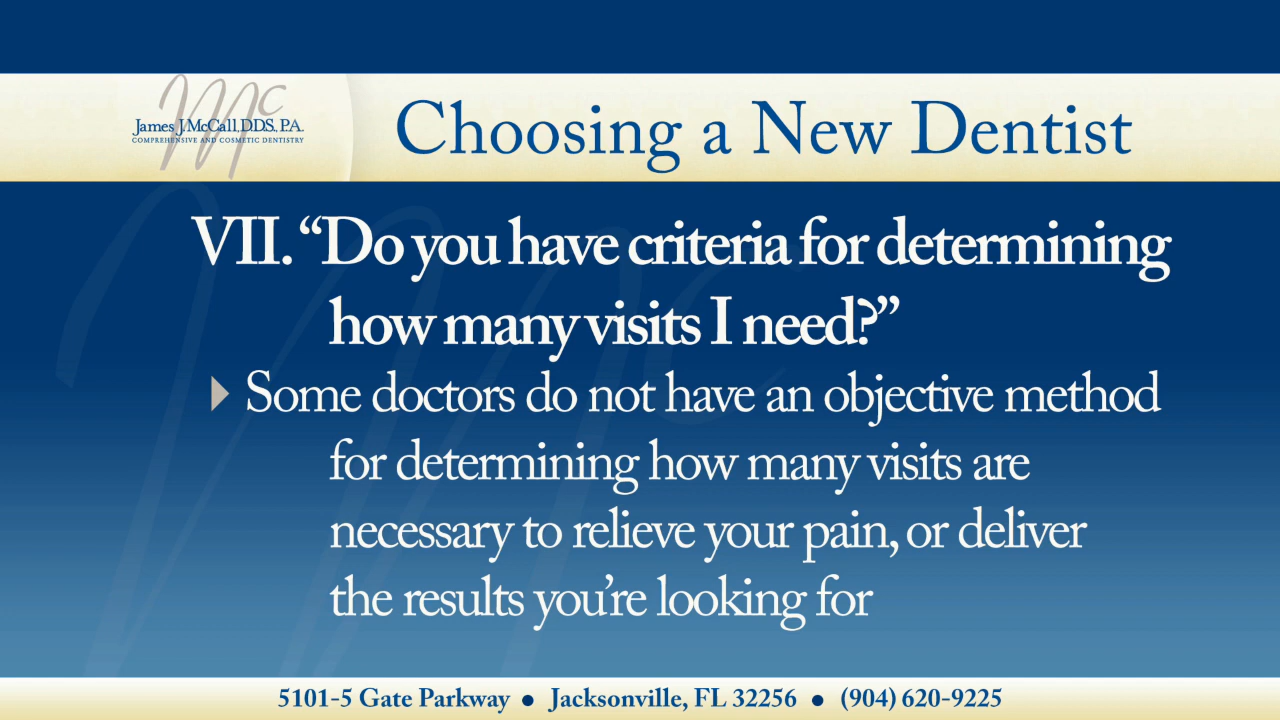 Mc
James J. McCall, D.D.S., P.A.
COMPREHENSIVE AND COSMETIC DENTISTRY
Choosing a New Dentist
VII. “Do you have criteria for determining
how many visits I need?”
Some doctors do not have an objective method
for determining how many visits are
necessary to relieve your pain, or deliver
the results you’re looking for
5101-5 Gate Parkway ● Jacksonville, FL 32256 ● (904) 620-9225